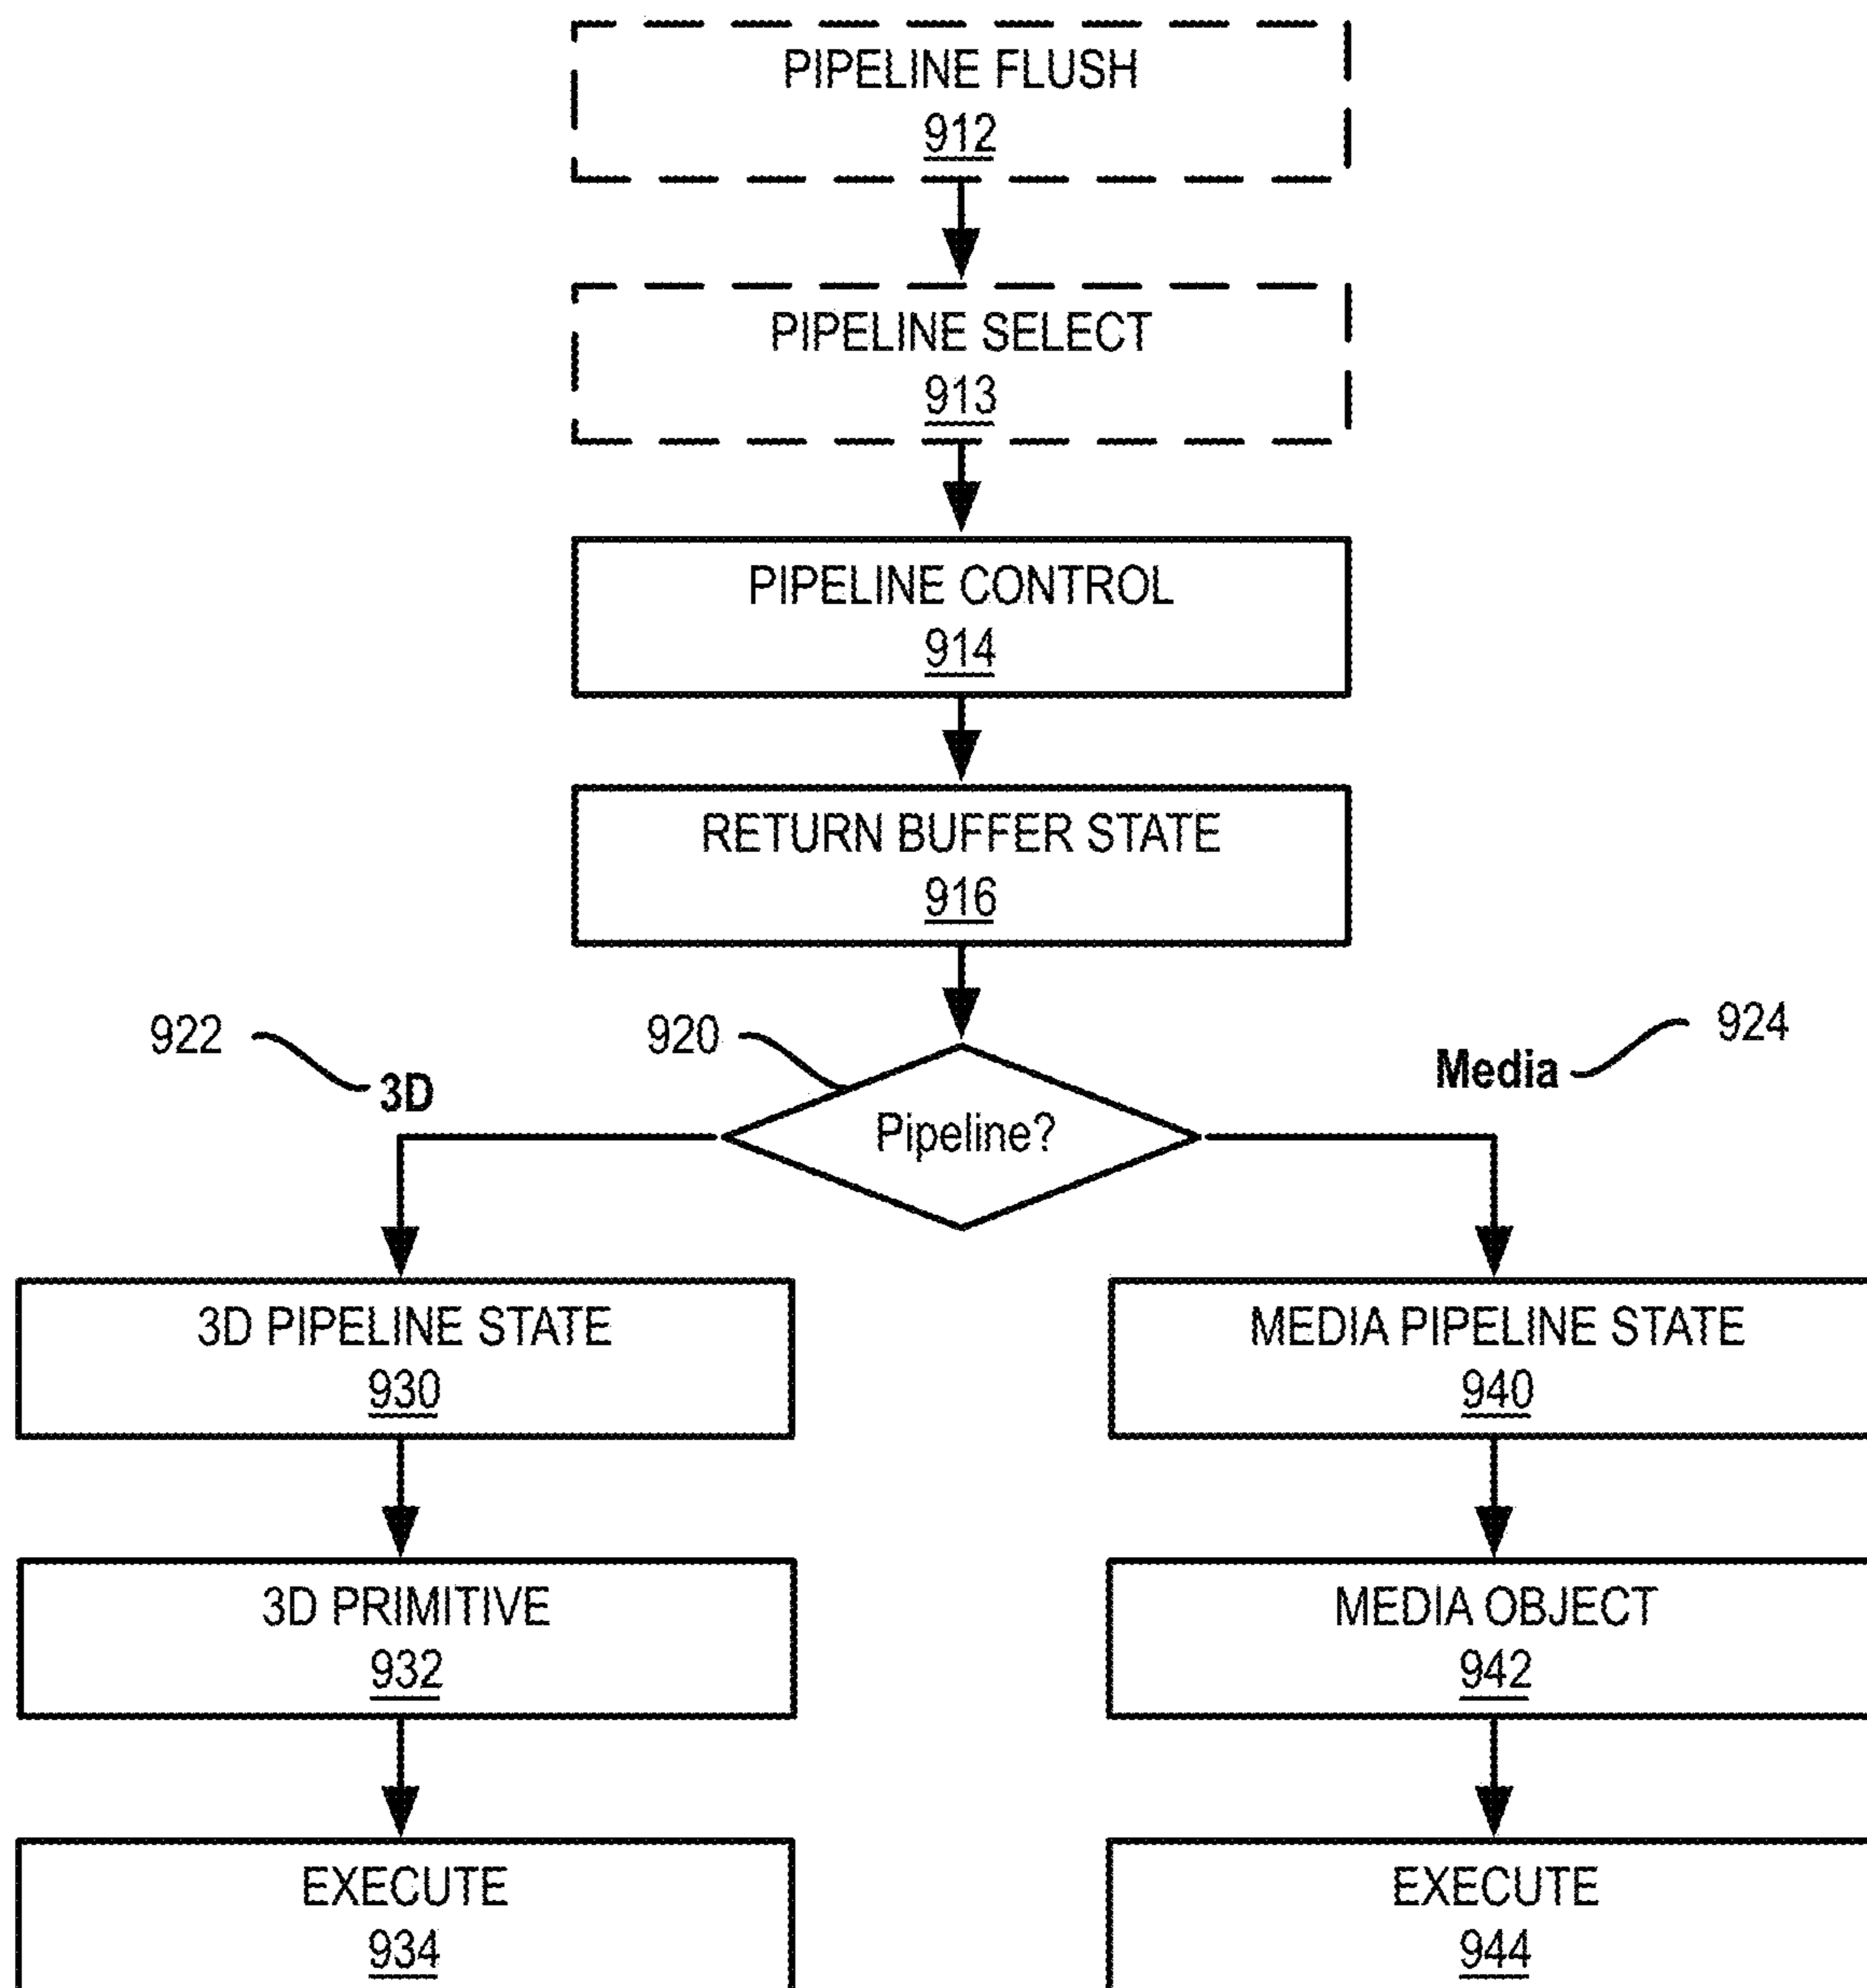 PIPELINE FLUSH
912
PIPELINE SELECT
913
PIPELINE CONTROL
914
RETURN BUFFER STATE
916
922
3D
920
Pipeline?
Media
924
3D PIPELINE STATE
930
MEDIA PIPELINE STATE
940
3D PRIMITIVE
932
MEDIA OBJECT
942
EXECUTE
934
EXECUTE
944